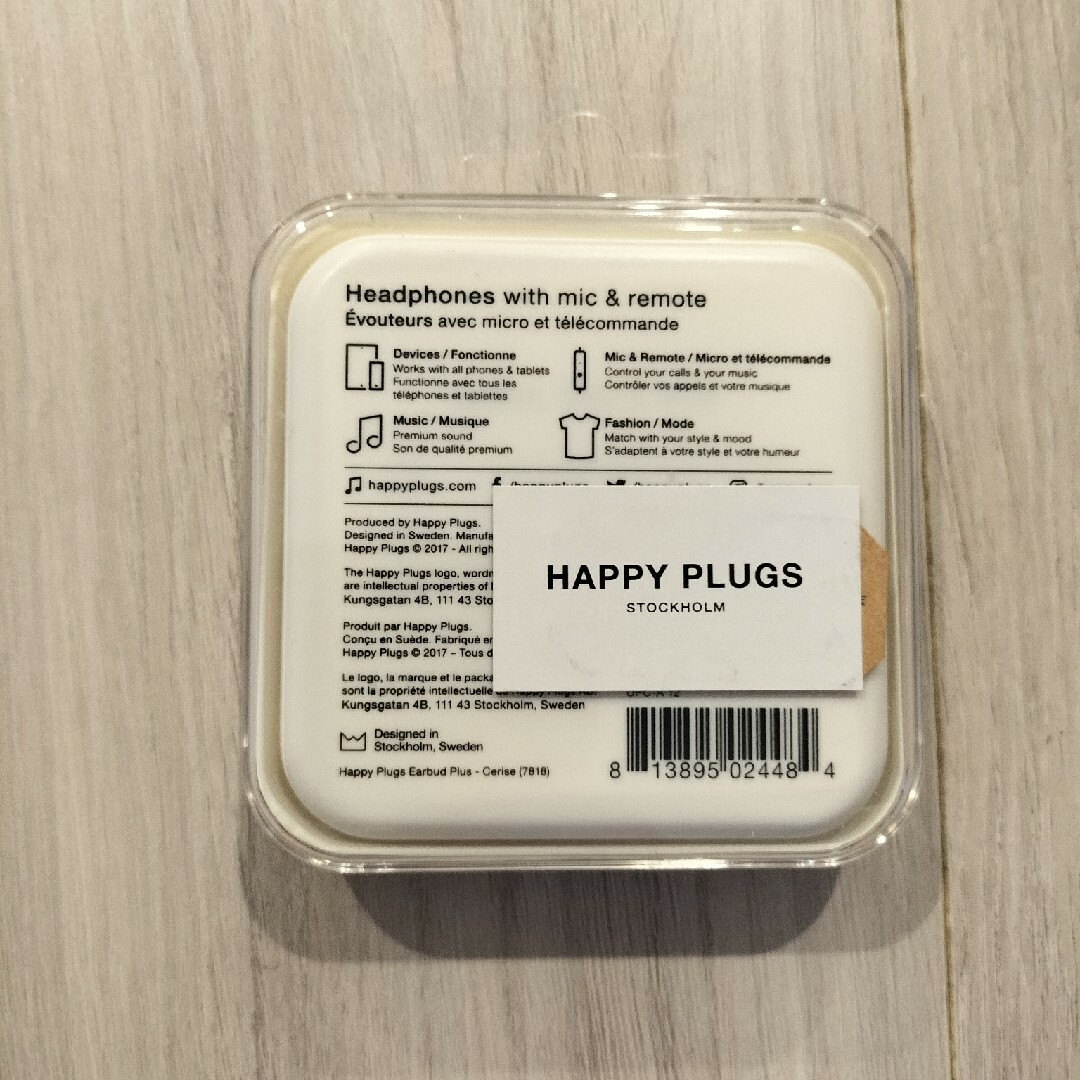 Headphones with mic & remote
Évouteurs avec micro et télécommande
Devices / Fonctionne
Works with all phones & tablets
Functionne avec tous les
téléphones et tablettes
Mic & Remote / Micro et télécommande
Control your calls & your music
Contrôler vos appels et votre musique
Music / Musique
Premium sound
Son de qualité premium
Fashion / Mode
Match with your style & mood
S'adaptent à votre style et votre humeur
happyplugs.com
Produced by Happy Plugs.
Designed in Sweden.
Happy Plugs © 2017 - All
The Happy Plugs logo,
are intellectual properties of
Kungsgatan 4B, 111 43
Produit par Happy Plugs.
Conçu en Suède. Fabriqué
Happy Plugs © 2017 – Tous
Le logo, la marque et le
sont la propriété intellectuelle
Kungsgatan 4B, 111 43 Stockholm, Sweden
HAPPY PLUGS
STOCKHOLM
Designed in
Stockholm, Sweden
Happy Plugs Earbud Plus - Cerise (7818)
8 13895 02448 4